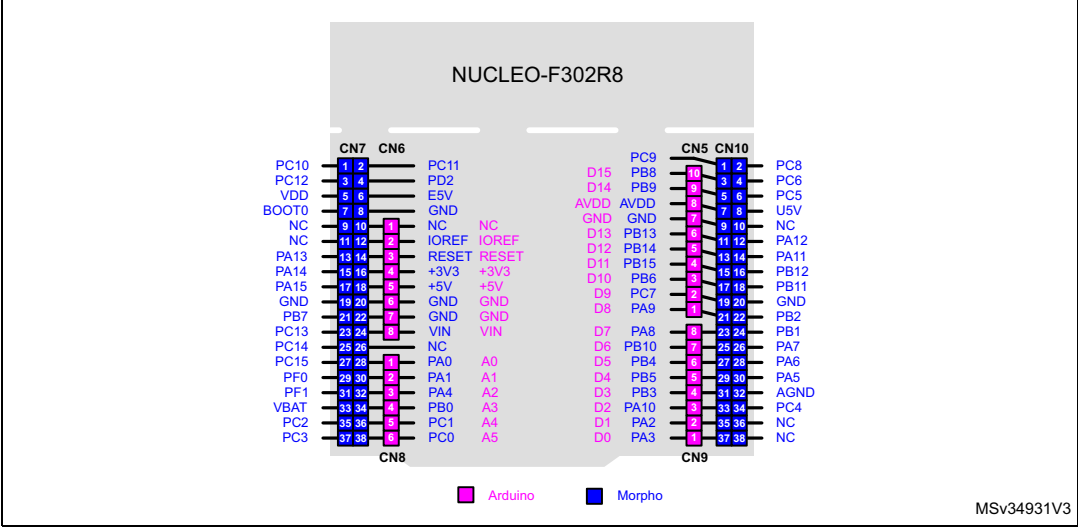 NUCLEO-F302R8
CN7 CN6 CN5 CN10
PC9
PC10 1 2 PC11 1 2 PC8
PC12 3 4 PD2 D15 PB8 10 3 4 PC6
VDD 5 6 E5V D14 PB9 9 5 6 PC5
BOOT0 7 8 GND AVDD AVDD 8 7 8 U5V
NC 9 10 1 NC NC GND GND 7 9 10 NC
NC 11 12 2 IOREF IOREF D13 PB13 6 11 12 PA12
PA13 13 14 3 RESET RESET D12 PB14 5 13 14 PA11
PA14 15 16 4 +3V3 +3V3 D11 PB15 4 15 16 PB12
PA15 17 18 5 +5V +5V D10 PB6 3 17 18 PB11
GND 19 20 6 GND GND D9 PC7 2 19 20 GND
PB7 21 22 7 GND GND D8 PA9 1 21 22 PB2
PC13 23 24 8 VIN VIN D7 PA8 8 23 24 PB1
PC14 25 26 NC D6 PB10 7 25 26 PA7
PC15 27 28 1 PA0 A0 D5 PB4 6 27 28 PA6
PF0 29 30 2 PA1 A1 D4 PB5 5 29 30 PA5
PF1 31 32 3 PA4 A2 D3 PB3 4 31 32 AGND
VBAT 33 34 4 PB0 A3 D2 PA10 3 33 34 PC4
PC2 35 36 5 PC1 A4 D1 PA2 2 35 36 NC
PC3 37 38 6 PC0 A5 D0 PA3 1 37 38 NC
CN8 CN9
Arduino Morpho
MSv34931V3